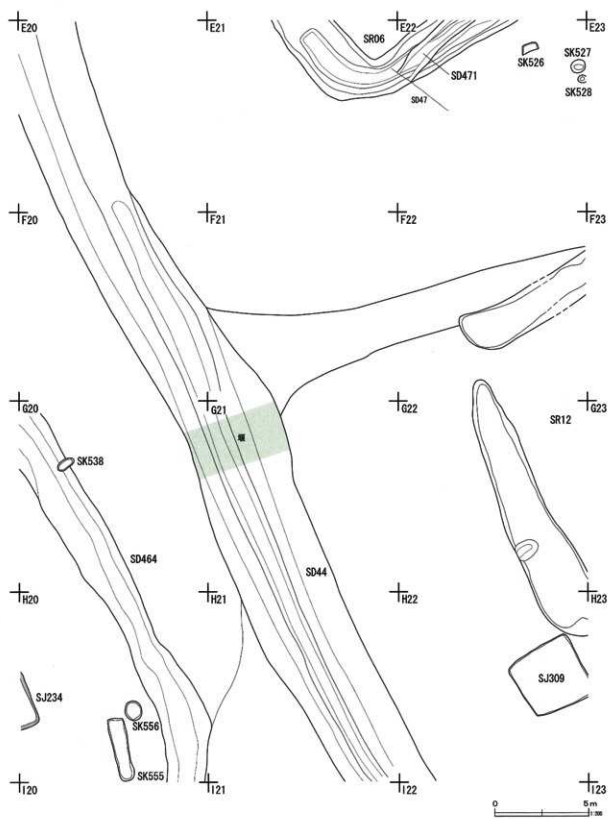 E20
E21
E22
E23
SR06
SK526
SK527
SD471
SK528
SD47
F20
F21
F22
F23
G20
G21
G22
G23
堰
SR12
SK538
SD464
SD44
H20
H21
H22
H23
SJ234
SJ309
SK556
SK555
I20
I21
I22
I23
0 5m